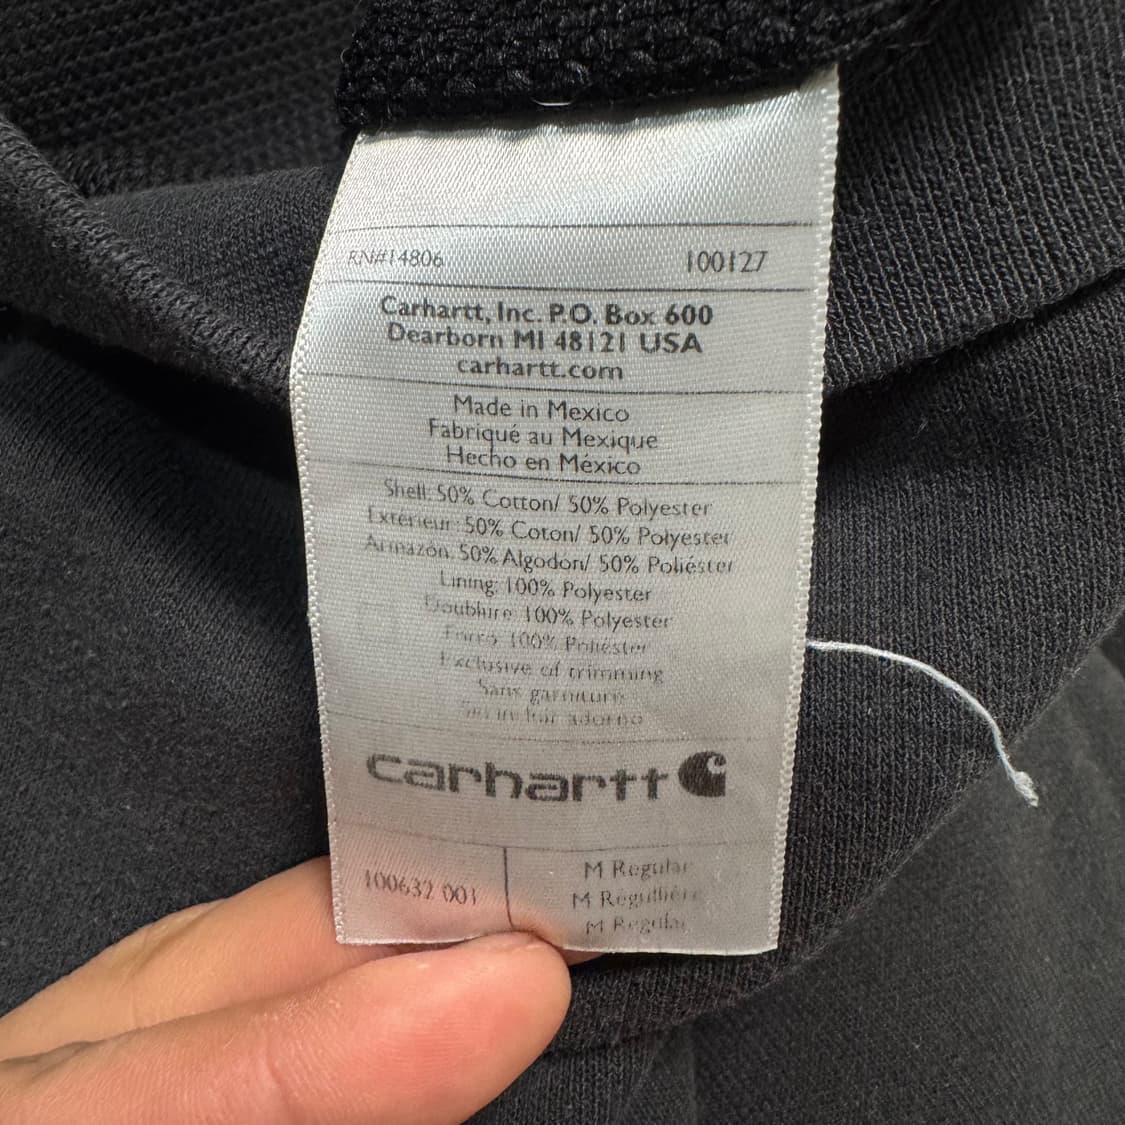 RN#14806 100127
Carhartt, Inc. P.O. Box 600
Dearborn MI 48121 USA
carhartt.com
Made in Mexico
Fabriqué au Mexique
Hecho en México
Shell: 50% Cotton/ 50% Polyester
Extérieur: 50% Coton/ 50% Polyester
Armazón: 50% Algodón/ 50% Poliéster
Lining: 100% Polyester
Doublure: 100% Polyester
Forro 100% Poliéster
Exclusive of trimming
Sans garniture
Sin incluir adorno
carhartt
100632 001 M Regular
M Régulière
M Regular